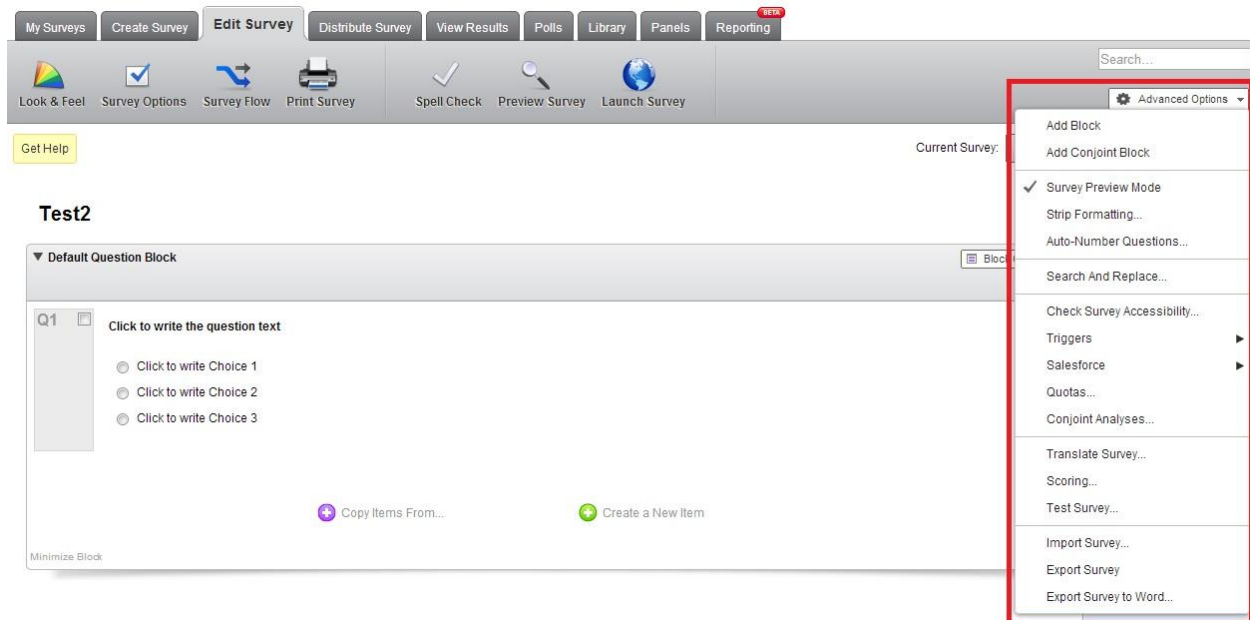 My Surveys Create Survey Edit Survey Distribute Survey View Results Polls Library Panels Reporting BETA
Look & Feel Survey Options Survey Flow Print Survey Spell Check Preview Survey Launch Survey
Search...
Advanced Options
Get Help
Current Survey:
Test2
Default Question Block
Q1
Click to write the question text
Click to write Choice 1
Click to write Choice 2
Click to write Choice 3
Copy Items From...
Create a New Item
Minimize Block
Add Block
Add Conjoint Block
Survey Preview Mode
Strip Formatting...
Auto-Number Questions...
Search And Replace...
Check Survey Accessibility...
Triggers
Salesforce
Quotas...
Conjoint Analyses...
Translate Survey...
Scoring...
Test Survey...
Import Survey...
Export Survey
Export Survey to Word...